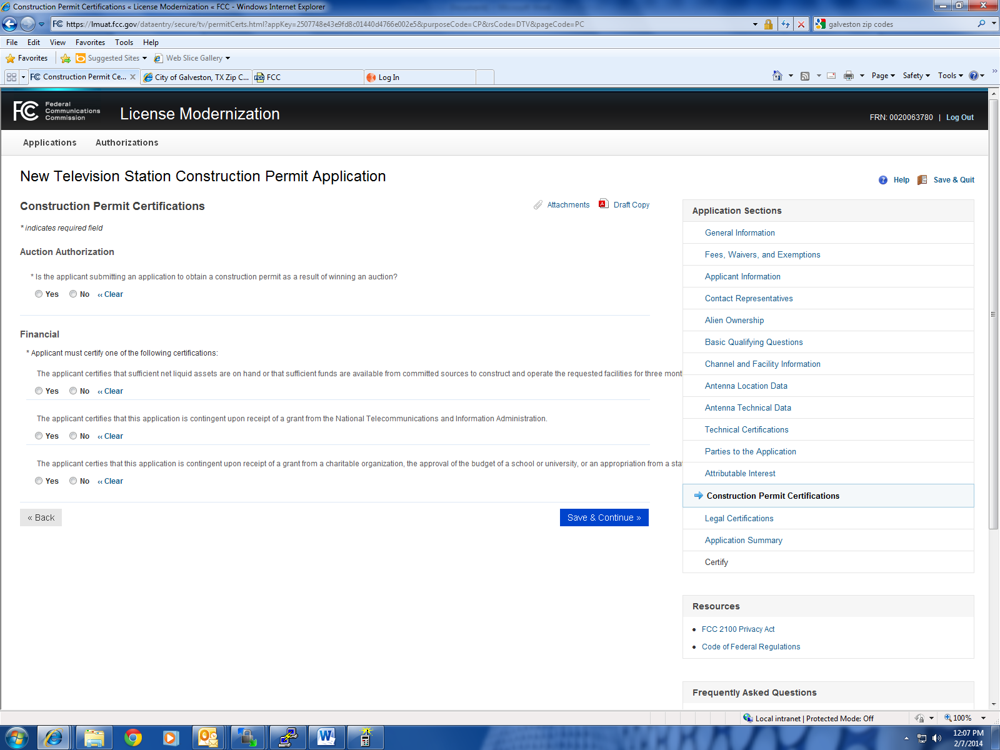 Construction Permit Certifications « License Modernization « FCC - Windows Internet Explorer
FC https://lmuat.fcc.gov/dataentry/secure/tv/permitCerts.html?appKey=2507748e43e9fd8c01440d4766e002e5&purposeCode=CP&rsCode=DTV&pageCode=PC
galveston zip codes
File Edit View Favorites Tools Help
Favorites Suggested Sites Web Slice Gallery
FC Construction Permit Ce... X City of Galveston, TX Zip C... FCC Log In
Page Safety Tools »
FC Federal Communications Commission
License Modernization
FRN: 0020063780 | Log Out
Applications Authorizations
New Television Station Construction Permit Application
Help Save & Quit
Construction Permit Certifications
Attachments Draft Copy
* indicates required field
Auction Authorization
* Is the applicant submitting an application to obtain a construction permit as a result of winning an auction?
Yes No ‹‹ Clear
Financial
* Applicant must certify one of the following certifications:
The applicant certifies that sufficient net liquid assets are on hand or that sufficient funds are available from committed sources to construct and operate the requested facilities for three mont
Yes No ‹‹ Clear
The applicant certifies that this application is contingent upon receipt of a grant from the National Telecommunications and Information Administration.
Yes No ‹‹ Clear
The applicant certies that this application is contingent upon receipt of a grant from a charitable organization, the approval of the budget of a school or university, or an appropriation from a sta
Yes No ‹‹ Clear
« Back Save & Continue »
Application Sections
General Information
Fees, Waivers, and Exemptions
Applicant Information
Contact Representatives
Alien Ownership
Basic Qualifying Questions
Channel and Facility Information
Antenna Location Data
Antenna Technical Data
Technical Certifications
Parties to the Application
Attributable Interest
Construction Permit Certifications
Legal Certifications
Application Summary
Certify
Resources
• FCC 2100 Privacy Act
• Code of Federal Regulations
Frequently Asked Questions
Local intranet | Protected Mode: Off
100%
12:07 PM
2/7/2014